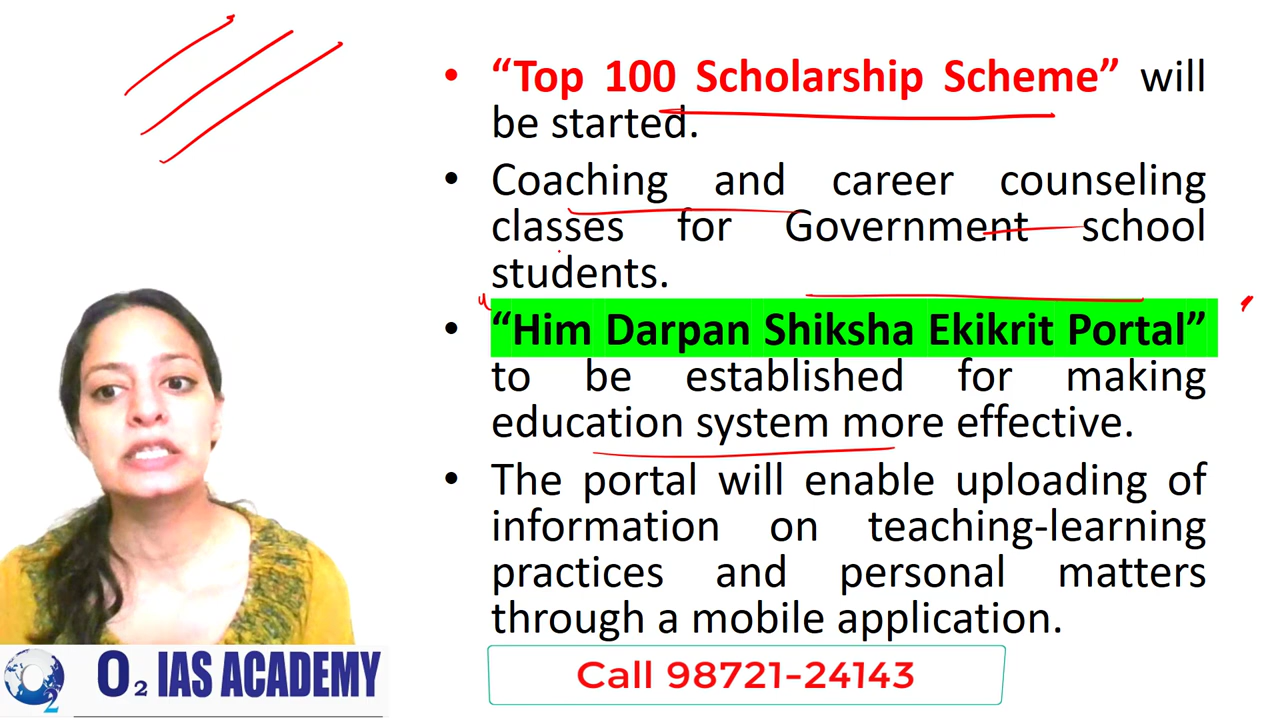 • “Top 100 Scholarship Scheme” will
be started.
• Coaching and career counseling
classes for Government school
students.
• “Him Darpan Shiksha Ekikrit Portal”
to be established for making
education system more effective.
• The portal will enable uploading of
information on teaching-learning
practices and personal matters
through a mobile application.
O2 IAS ACADEMY
Call 98721-24143